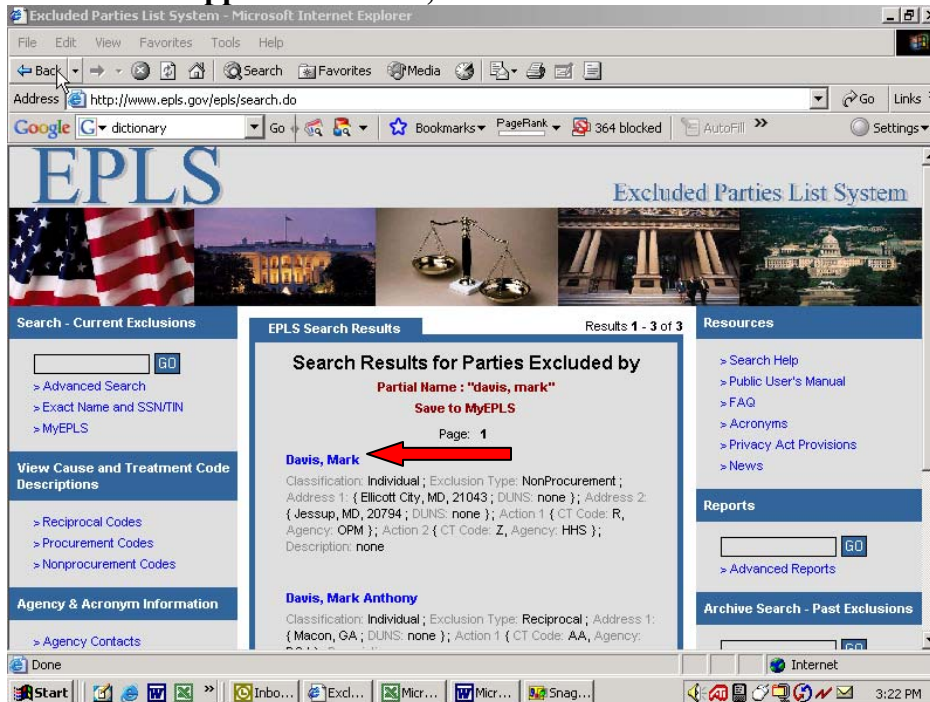 Excluded Parties List System - Microsoft Internet Explorer
File Edit View Favorites Tools Help
Back Search Favorites Media
Address http://www.epls.gov/epls/search.do Go Links
Google G dictionary Go Bookmarks PageRank 364 blocked AutoFill » Settings
EPLS
Excluded Parties List System
Search - Current Exclusions
GO
> Advanced Search
> Exact Name and SSN/TIN
> MyEPLS
View Cause and Treatment Code
Descriptions
> Reciprocal Codes
> Procurement Codes
> Nonprocurement Codes
Agency & Acronym Information
> Agency Contacts
EPLS Search Results Results 1 - 3 of 3
Search Results for Parties Excluded by
Partial Name : "davis, mark"
Save to MyEPLS
Page: 1
Davis, Mark
Classification: Individual ; Exclusion Type: NonProcurement ;
Address 1: { Ellicott City, MD, 21043 ; DUNS: none }; Address 2:
{ Jessup, MD, 20794 ; DUNS: none }; Action 1 { CT Code: R,
Agency: OPM }; Action 2 { CT Code: Z, Agency: HHS };
Description: none
Davis, Mark Anthony
Classification: Individual ; Exclusion Type: Reciprocal ; Address 1:
{ Macon, GA ; DUNS: none }; Action 1 { CT Code: AA, Agency:
Resources
> Search Help
> Public User's Manual
> FAQ
> Acronyms
> Privacy Act Provisions
> News
Reports
GO
> Advanced Reports
Archive Search - Past Exclusions
Done Internet
Start » Inbo... Excl... Micr... Micr... Snag... 3:22 PM